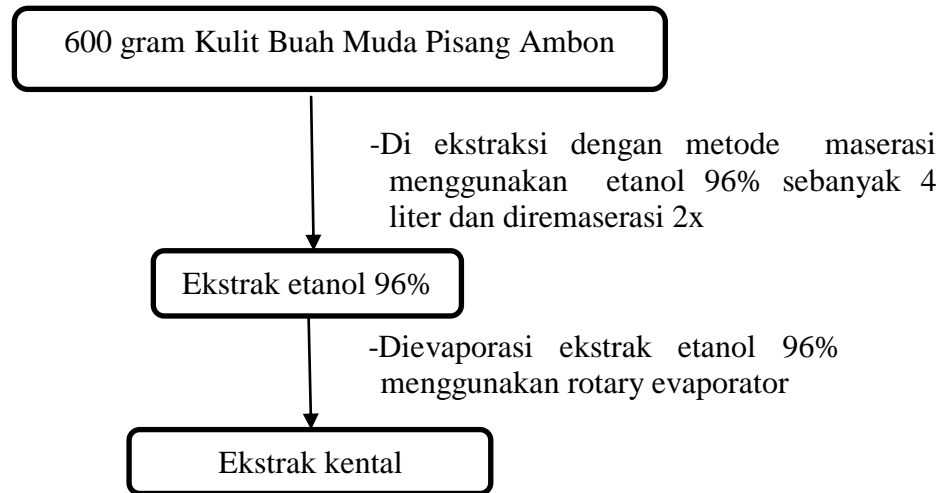 600 gram Kulit Buah Muda Pisang Ambon
-Di ekstraksi dengan metode maserasi
menggunakan etanol 96% sebanyak 4
liter dan diremaserasi 2x
Ekstrak etanol 96%
-Dievaporasi ekstrak etanol 96%
menggunakan rotary evaporator
Ekstrak kental